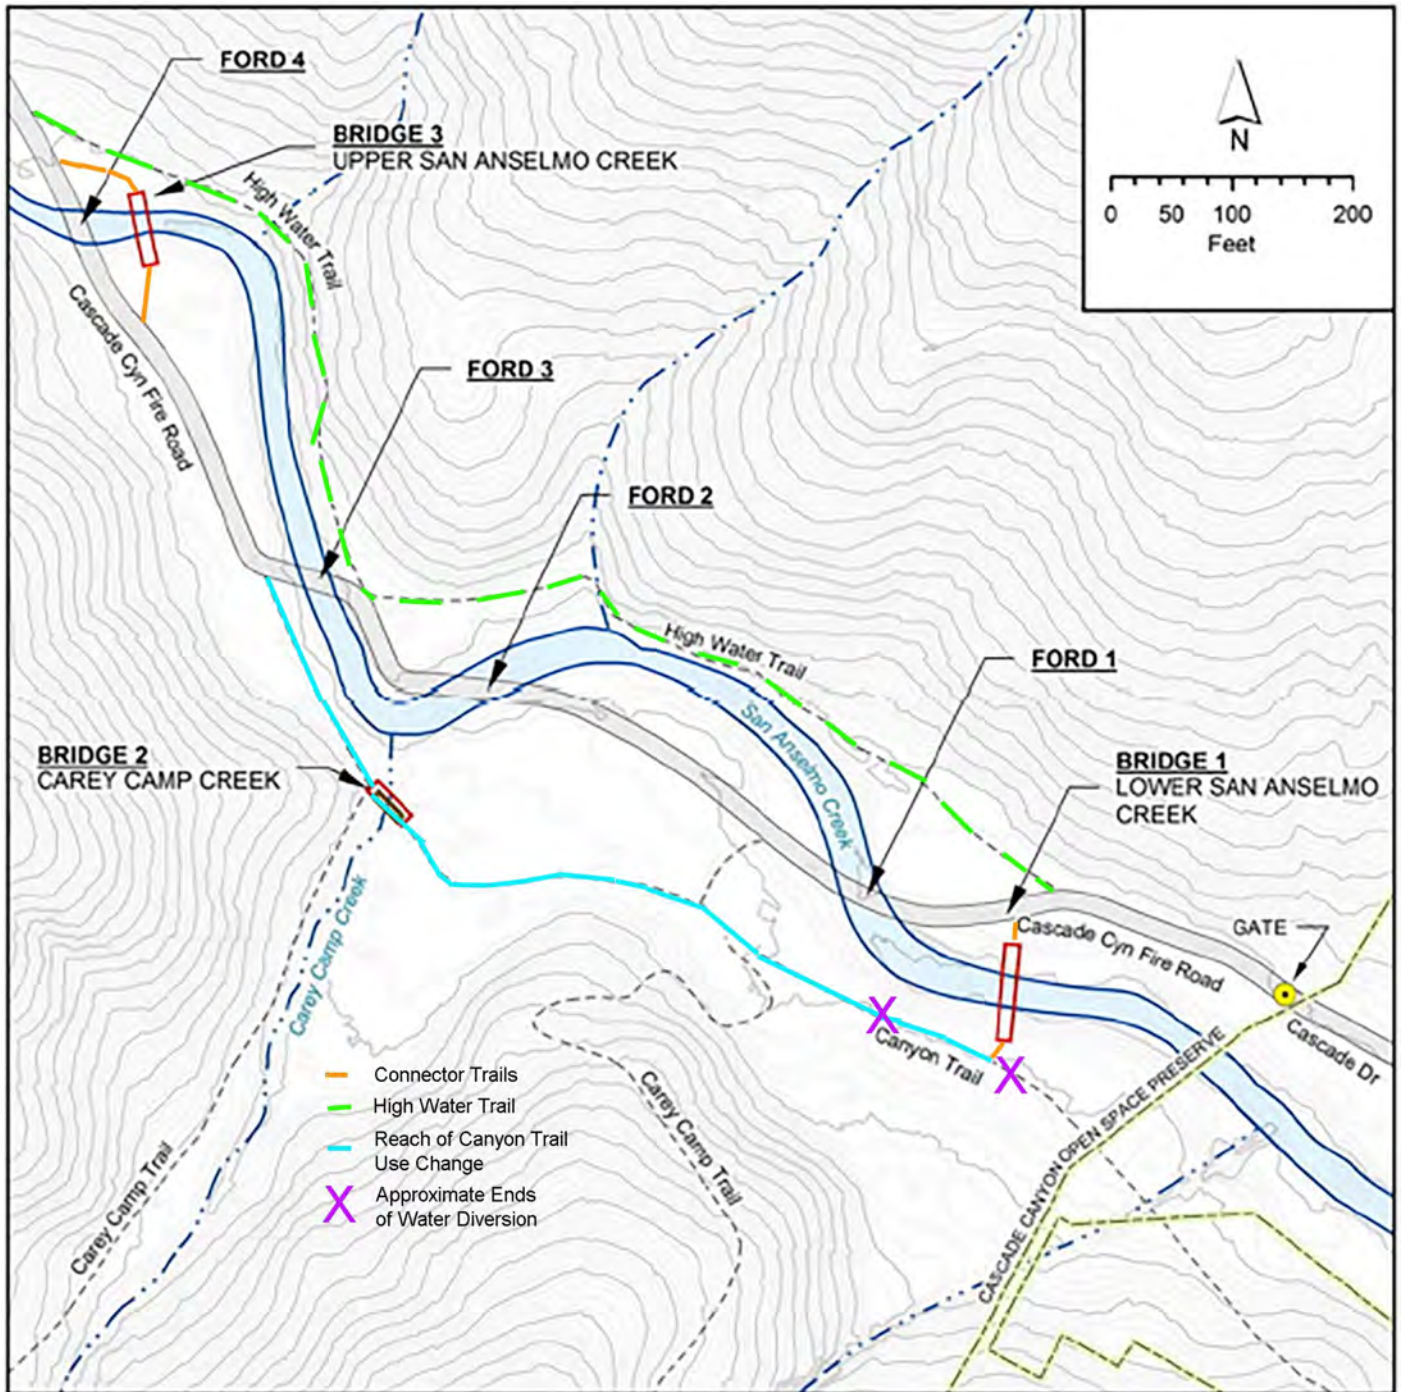 FORD 4
BRIDGE 3
UPPER SAN ANSELMO CREEK
N
0 50 100 200
Feet
High Water Trail
Cascade Cyn Fire Road
FORD 3
FORD 2
High Water Trail
FORD 1
San Anselmo Creek
BRIDGE 2
CAREY CAMP CREEK
BRIDGE 1
LOWER SAN ANSELMO
CREEK
GATE
Cascade Cyn Fire Road
Cascade Dr
Carey Camp Creek
Canyon Trail
CASCADE CANYON OPEN SPACE PRESERVE
Carey Camp Trail
Carey Camp Trail
Connector Trails
High Water Trail
Reach of Canyon Trail
Use Change
X Approximate Ends
of Water Diversion
X
X